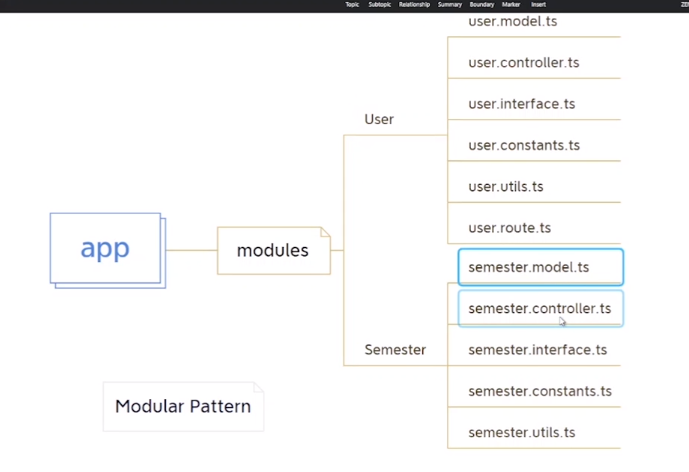 Topic Subtopic Relationship Summary Boundary Marker Insert
user.model.ts
user.controller.ts
user.interface.ts
User
user.constants.ts
user.utils.ts
user.route.ts
app
modules
semester.model.ts
semester.controller.ts
Semester
semester.interface.ts
semester.constants.ts
Modular Pattern
semester.utils.ts